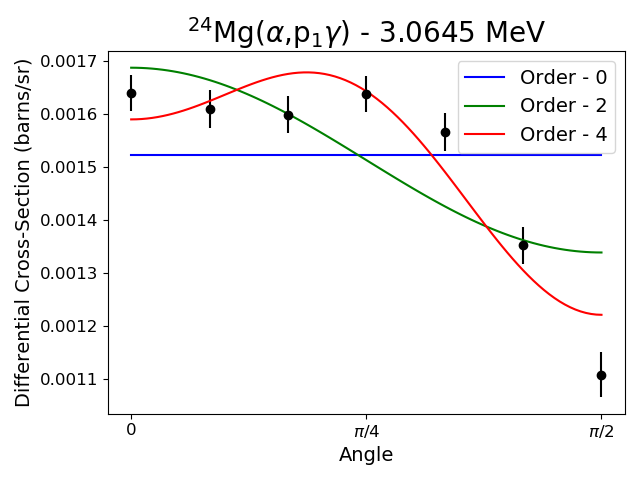 ²⁴Mg(α,p₁γ) - 3.0645 MeV
Differential Cross-Section (barns/sr)
0.0017
0.0016
0.0015
0.0014
0.0013
0.0012
0.0011
Order - 0
Order - 2
Order - 4
0
π/4
π/2
Angle